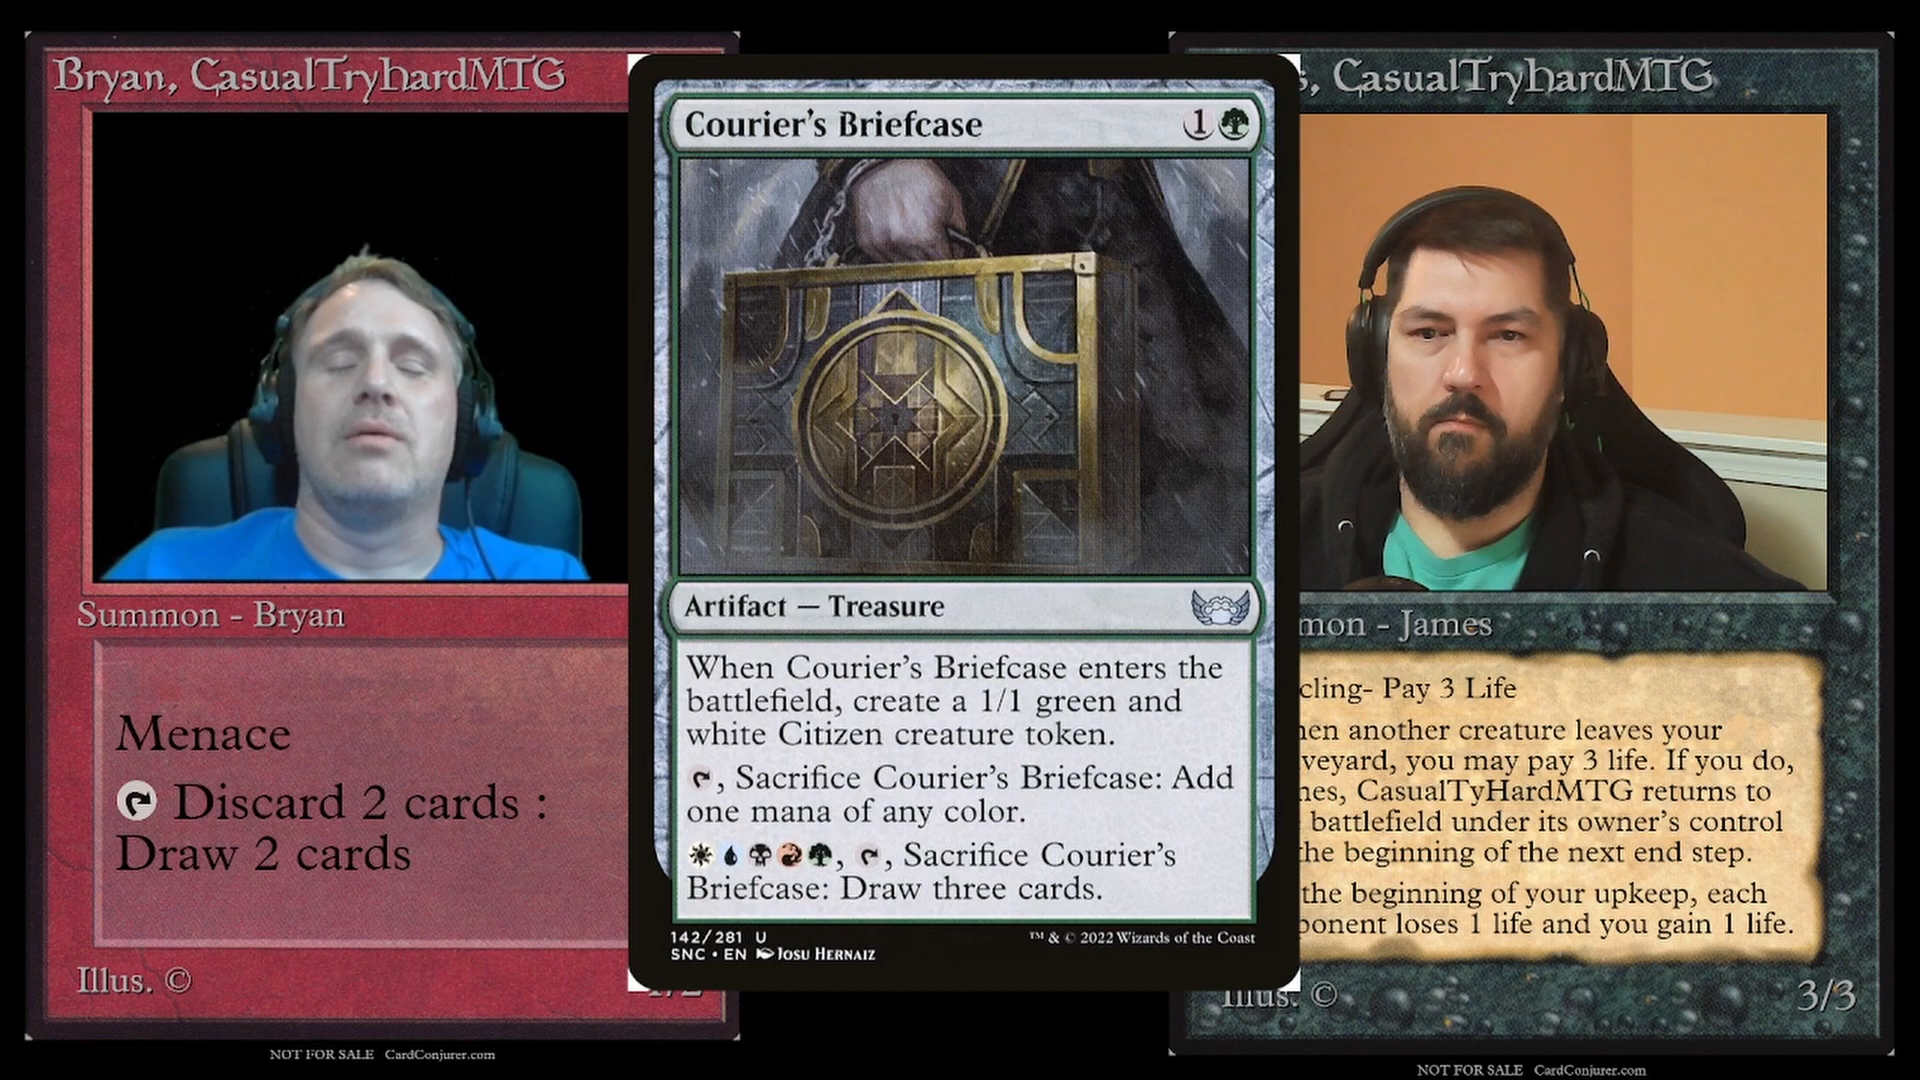 Bryan, CasualTryhardMTG
Summon - Bryan
Menace
Discard 2 cards :
Draw 2 cards
Illus. ©
NOT FOR SALE CardConjurer.com
Courier's Briefcase
1
Artifact — Treasure
When Courier's Briefcase enters the
battlefield, create a 1/1 green and
white Citizen creature token.
, Sacrifice Courier's Briefcase: Add
one mana of any color.
, , Sacrifice Courier's
Briefcase: Draw three cards.
142/281 U
SNC • EN JOSU HERNAIZ
™ & © 2022 Wizards of the Coast
s, CasualTryhardMTG
mon - James
cling- Pay 3 Life
hen another creature leaves your
veyard, you may pay 3 life. If you do,
mes, CasualTyHardMTG returns to
battlefield under its owner's control
the beginning of the next end step.
the beginning of your upkeep, each
ponent loses 1 life and you gain 1 life.
Illus. ©
3/3
NOT FOR SALE CardConjurer.com